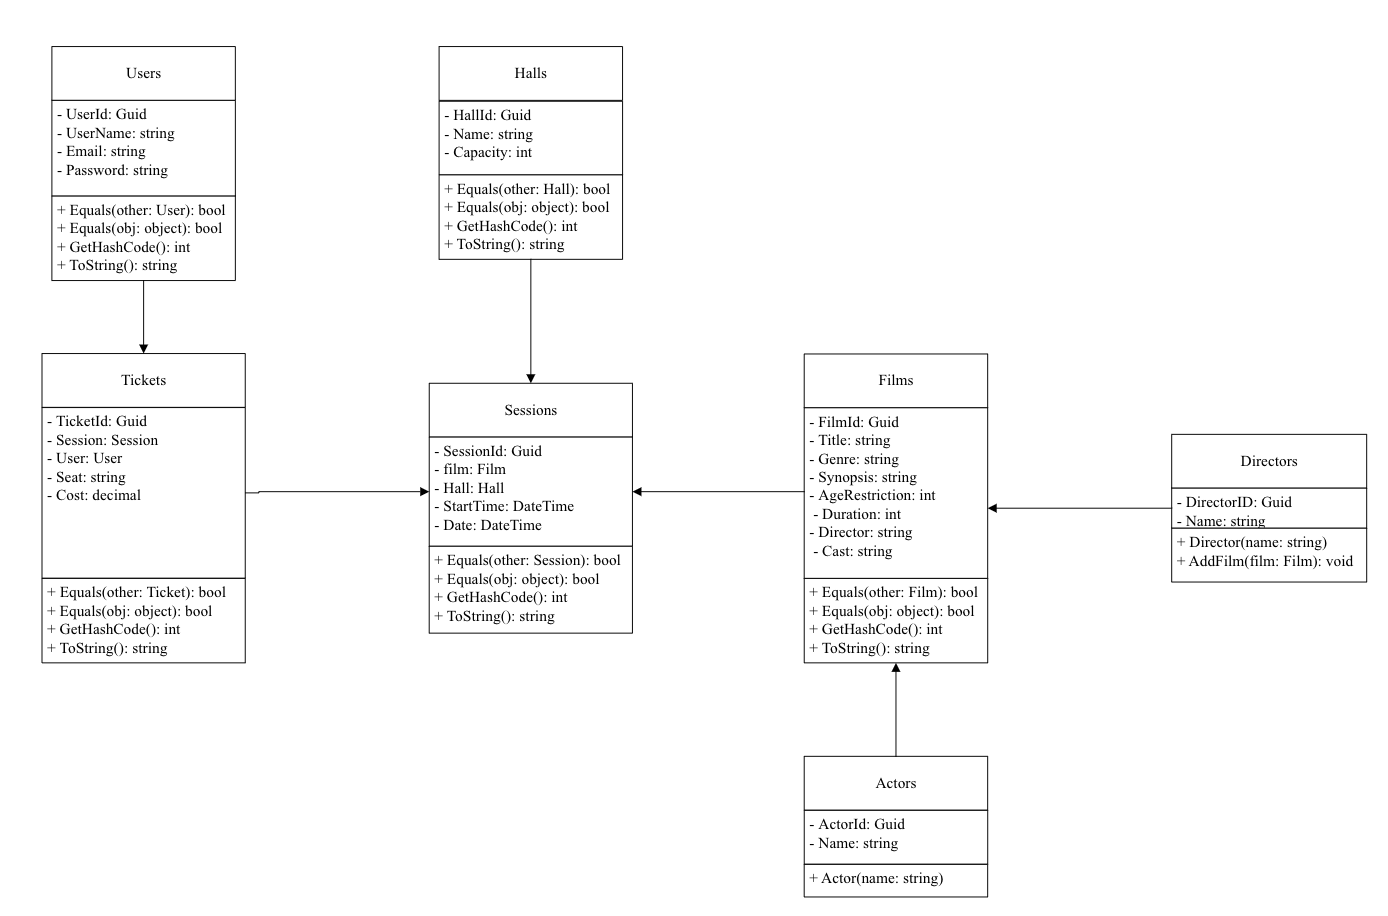 Users
- UserId: Guid
- UserName: string
- Email: string
- Password: string
+ Equals(other: User): bool
+ Equals(obj: object): bool
+ GetHashCode(): int
+ ToString(): string
Halls
- HallId: Guid
- Name: string
- Capacity: int
+ Equals(other: Hall): bool
+ Equals(obj: object): bool
+ GetHashCode(): int
+ ToString(): string
Tickets
- TicketId: Guid
- Session: Session
- User: User
- Seat: string
- Cost: decimal
+ Equals(other: Ticket): bool
+ Equals(obj: object): bool
+ GetHashCode(): int
+ ToString(): string
Sessions
- SessionId: Guid
- film: Film
- Hall: Hall
- StartTime: DateTime
- Date: DateTime
+ Equals(other: Session): bool
+ Equals(obj: object): bool
+ GetHashCode(): int
+ ToString(): string
Films
- FilmId: Guid
- Title: string
- Genre: string
- Synopsis: string
- AgeRestriction: int
- Duration: int
- Director: string
- Cast: string
+ Equals(other: Film): bool
+ Equals(obj: object): bool
+ GetHashCode(): int
+ ToString(): string
Directors
- DirectorID: Guid
- Name: string
+ Director(name: string)
+ AddFilm(film: Film): void
Actors
- ActorId: Guid
- Name: string
+ Actor(name: string)